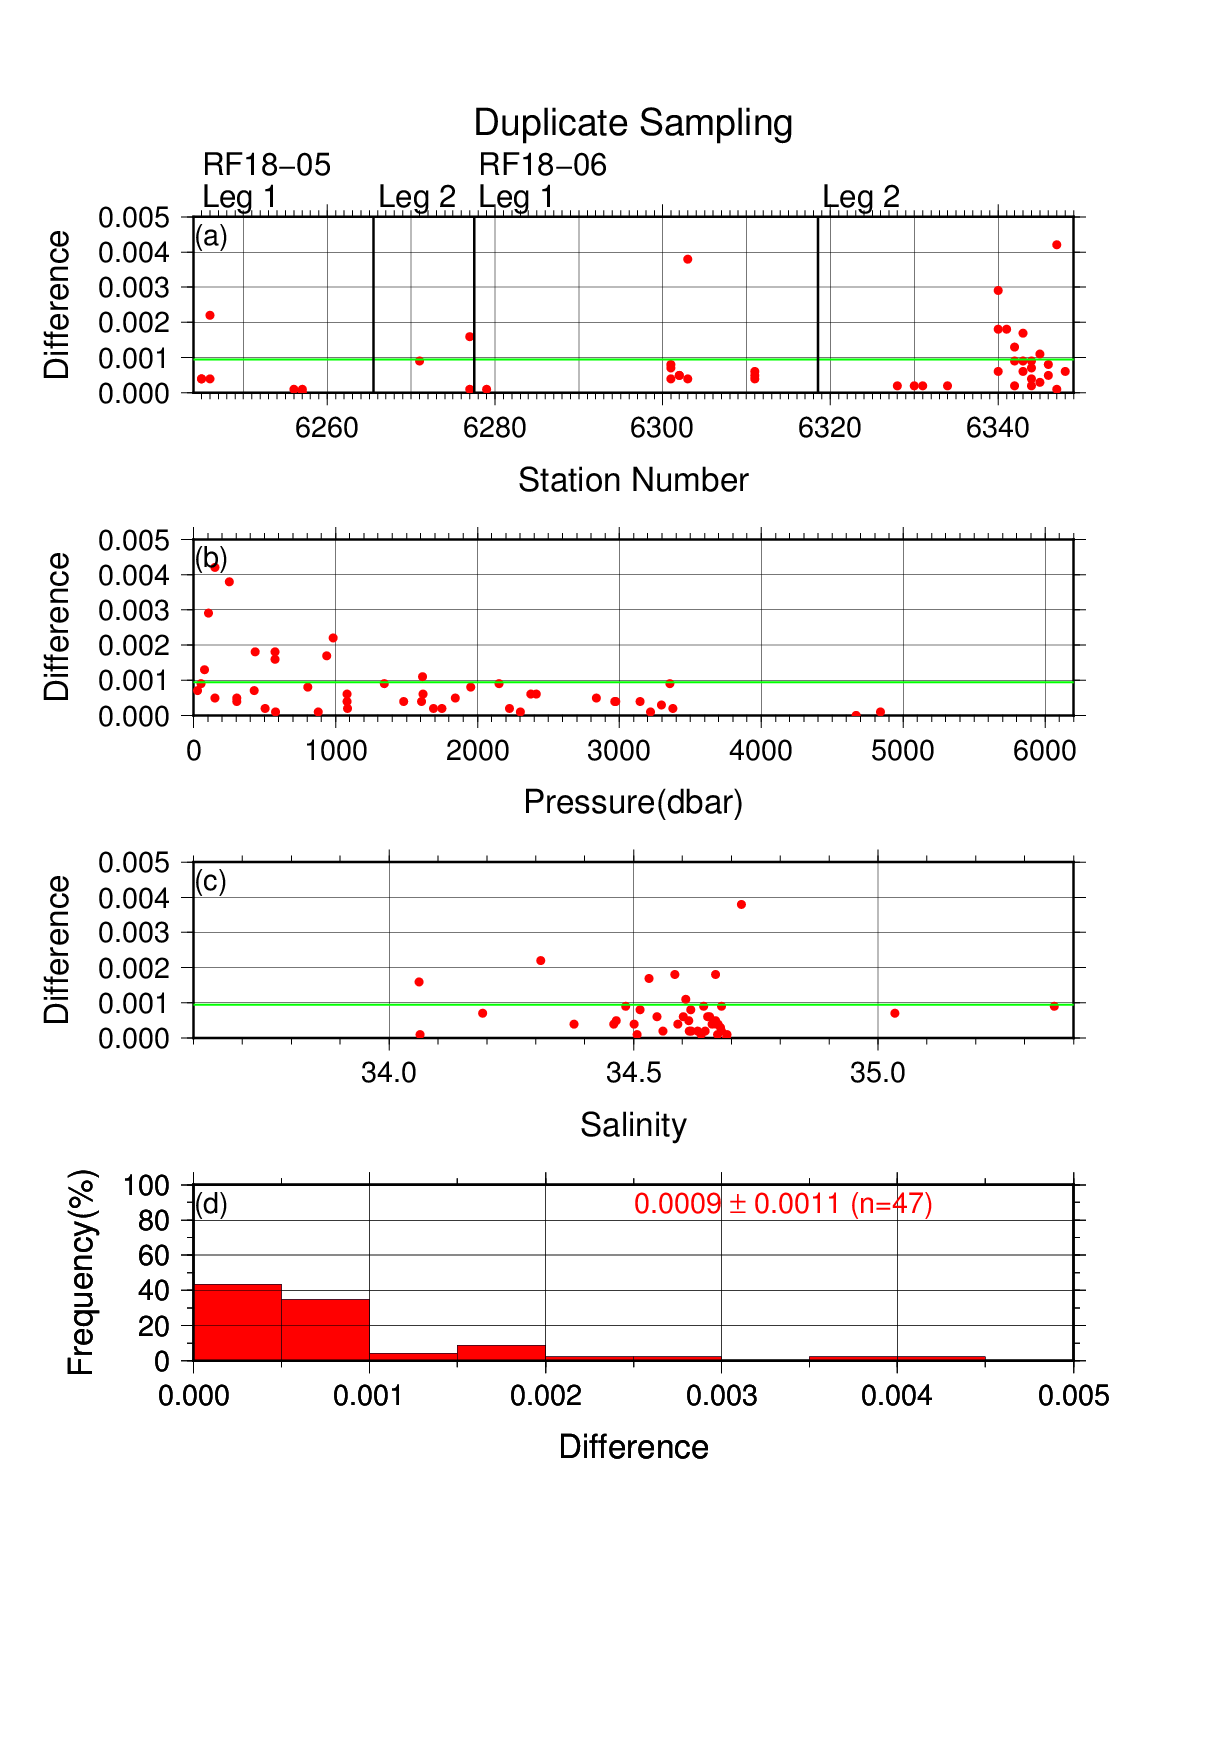 Duplicate Sampling
RF18−05 RF18−06
Leg 1 Leg 2 Leg 1 Leg 2
(a)
0.005
0.004
0.003
0.002
0.001
0.000
Difference
6260 6280 6300 6320 6340
Station Number
(b)
0.005
0.004
0.003
0.002
0.001
0.000
Difference
0 1000 2000 3000 4000 5000 6000
Pressure(dbar)
(c)
0.005
0.004
0.003
0.002
0.001
0.000
Difference
34.0 34.5 35.0
Salinity
(d)
0.0009 ± 0.0011 (n=47)
100
80
60
40
20
0
Frequency(%)
0.000 0.001 0.002 0.003 0.004 0.005
Difference